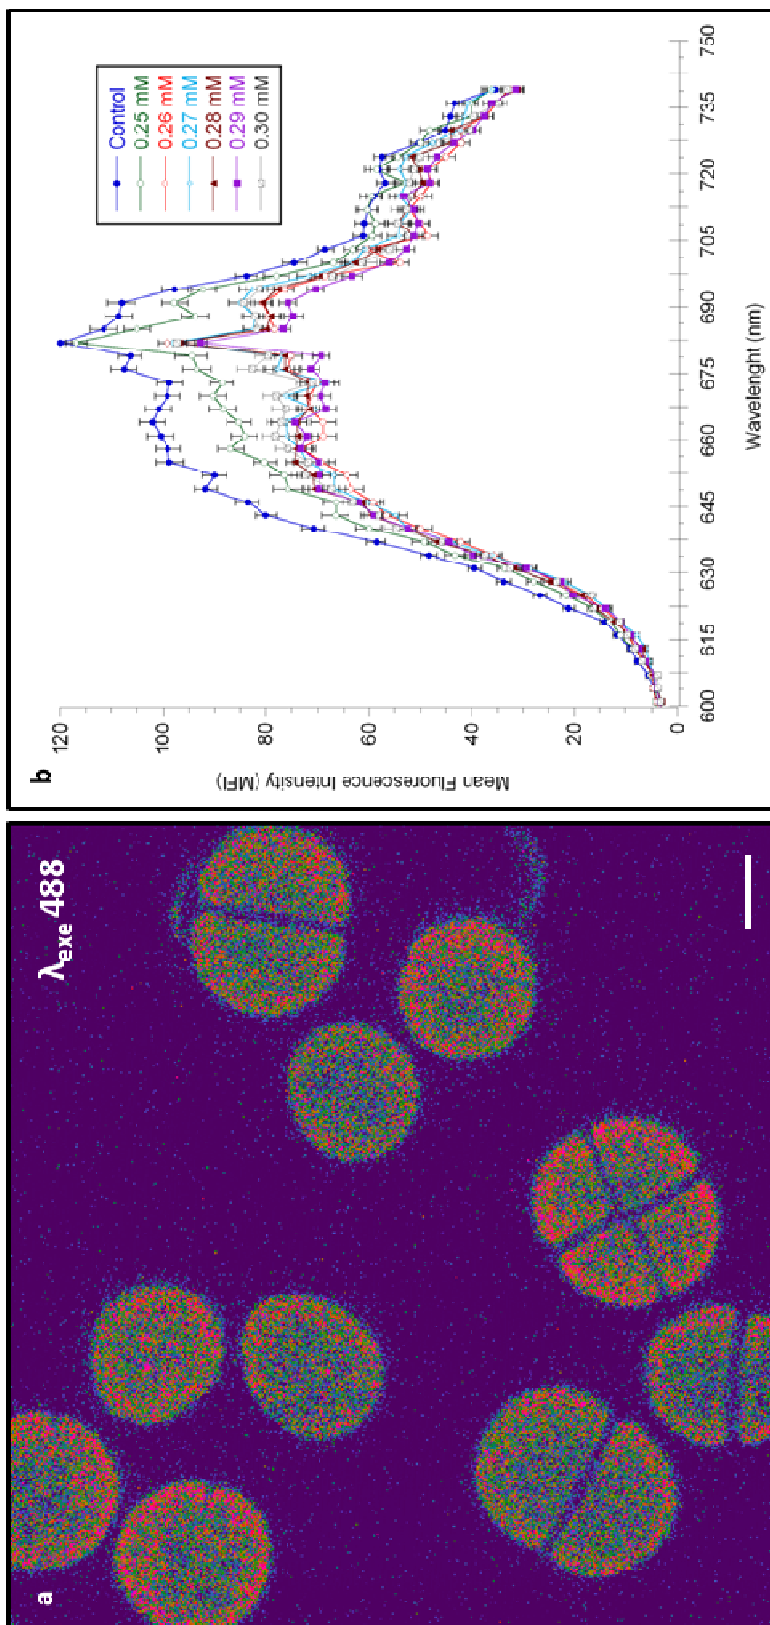 a
λexe 488
b
Mean Fluorescence Intensity (MFI)
120
100
80
60
40
20
0
600
615
630
645
660
675
690
705
720
735
750
Wavelenght (nm)
Control
0.25 mM
0.26 mM
0.27 mM
0.28 mM
0.29 mM
0.30 mM